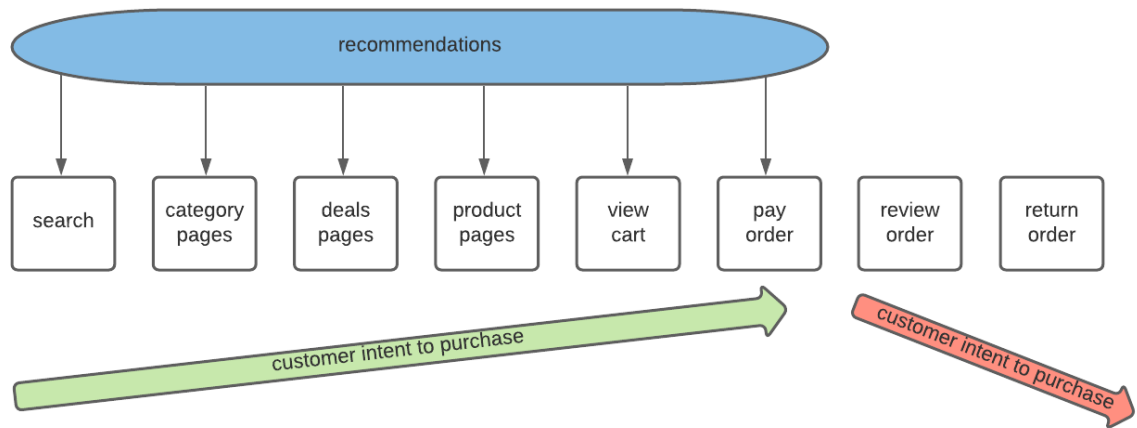 recommendations
search
category
pages
deals
pages
product
pages
view
cart
pay
order
review
order
return
order
customer intent to purchase
customer intent to purchase